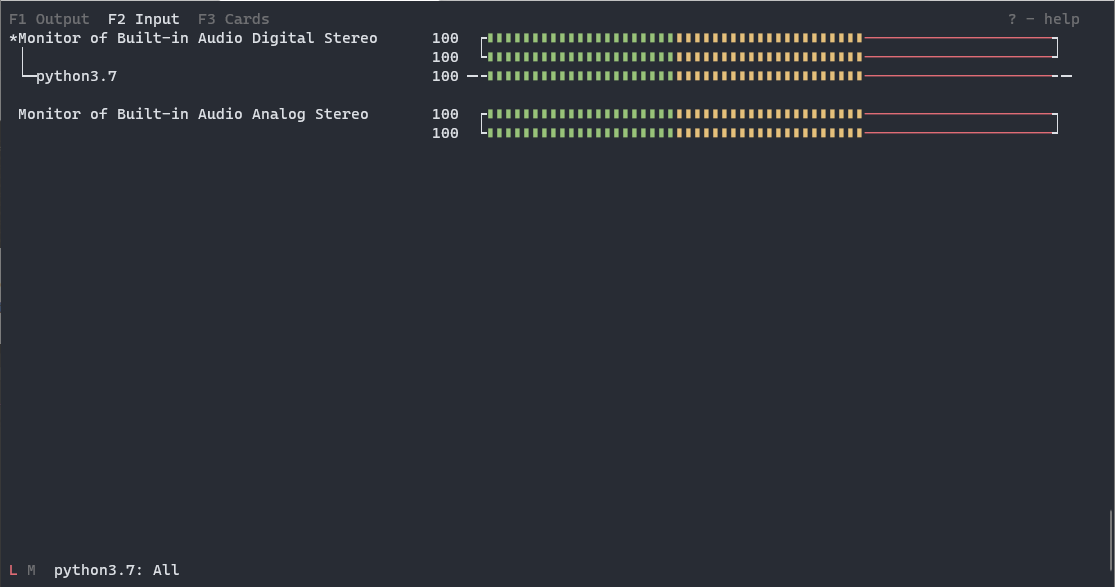 F1 Output F2 Input F3 Cards ? - help
*Monitor of Built-in Audio Digital Stereo 100
100
python3.7 100
Monitor of Built-in Audio Analog Stereo 100
100
L M python3.7: All